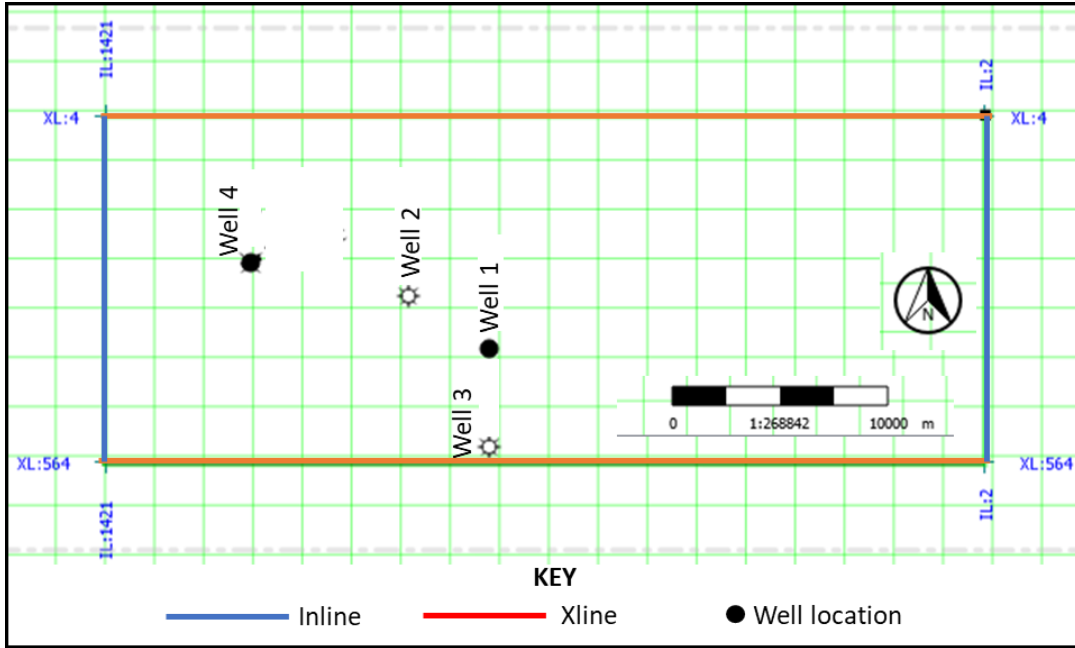 IL:1421
IL:2
XL:4
XL:4
Well 4
Well 2
Well 1
N
Well 3
0 1:268842 10000 m
XL:564
XL:564
IL:1421
IL:2
KEY
Inline
Xline
Well location